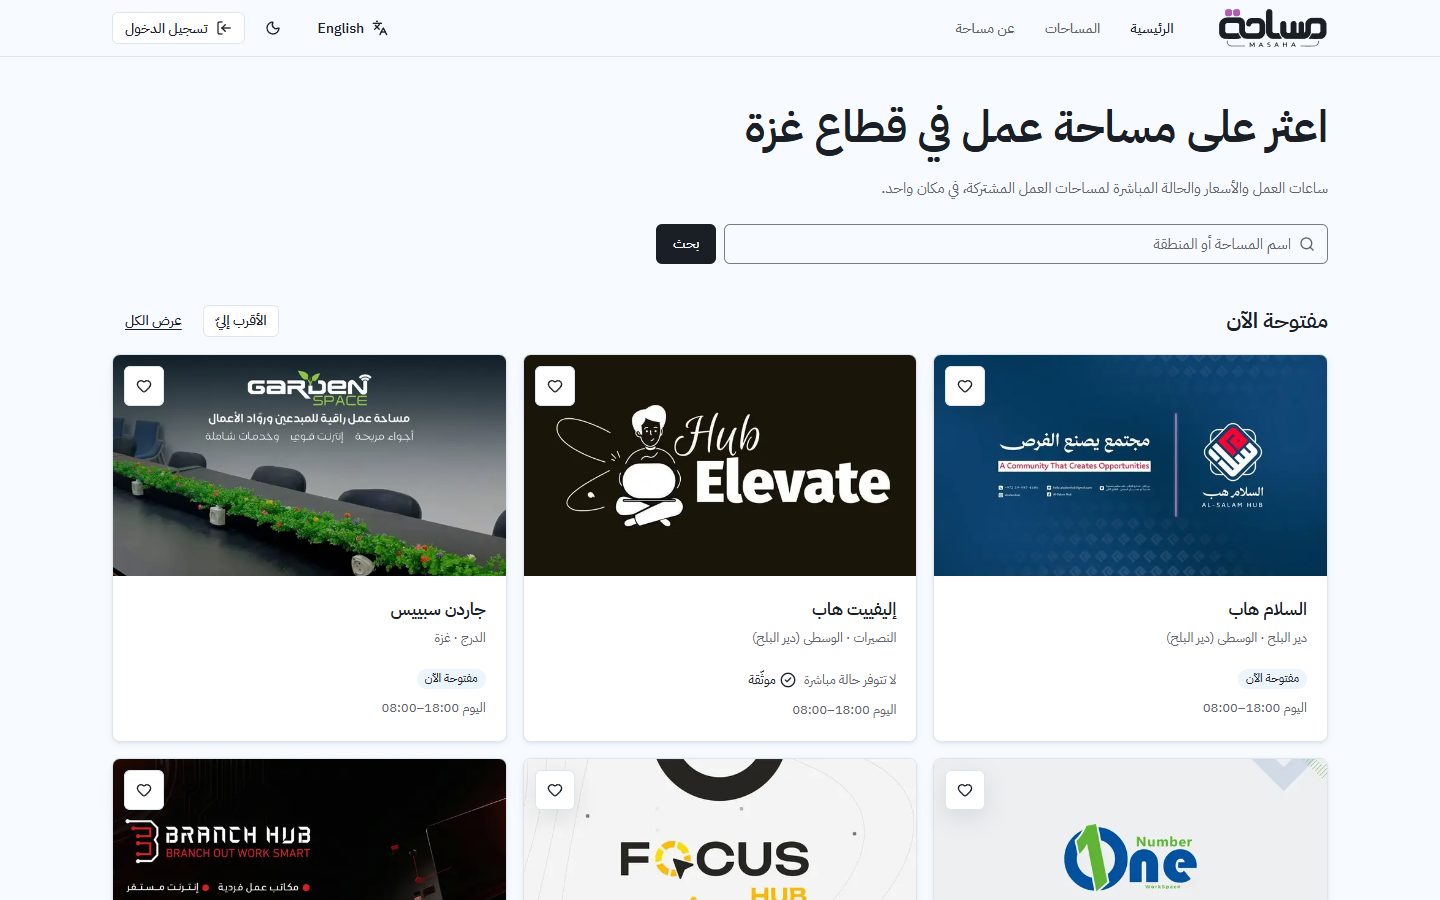 مساحة
MASAHA
الرئيسية
المساحات
عن مساحة
English
تسجيل الدخول
اعثر على مساحة عمل في قطاع غزة
ساعات العمل والأسعار والحالة المباشرة لمساحات العمل المشتركة، في مكان واحد.
اسم المساحة أو المنطقة
بحث
مفتوحة الآن
الأقرب إليّ
عرض الكل
مجتمع يصنع الفرص
A Community That Creates Opportunities
السلام هب
AL-SALAM HUB
السلام هاب
دير البلح · الوسطى (دير البلح)
مفتوحة الآن
اليوم 08:00–18:00
Hub
Elevate
إليفييت هاب
النصيرات · الوسطى (دير البلح)
لا تتوفر حالة مباشرة
موثّقة
اليوم 08:00–18:00
GARDEN
SPACE
مساحة عمل راقية للمبدعين وروّاد الأعمال
أجواء مريحة إنترنت قوي وخدمات شاملة
جاردن سبييس
الدرج · غزة
مفتوحة الآن
اليوم 08:00–18:00
Number
One
WorkSpace
FOCUS
HUB
BRANCH HUB
BRANCH OUT WORK SMART
مكاتب عمل فردية
إنترنت مستقر